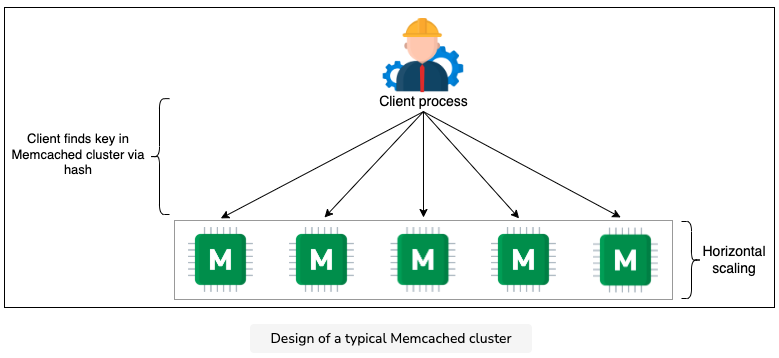 Client process
Client finds key in
Memcached cluster via
hash
M
M
M
M
M
Horizontal
scaling
Design of a typical Memcached cluster